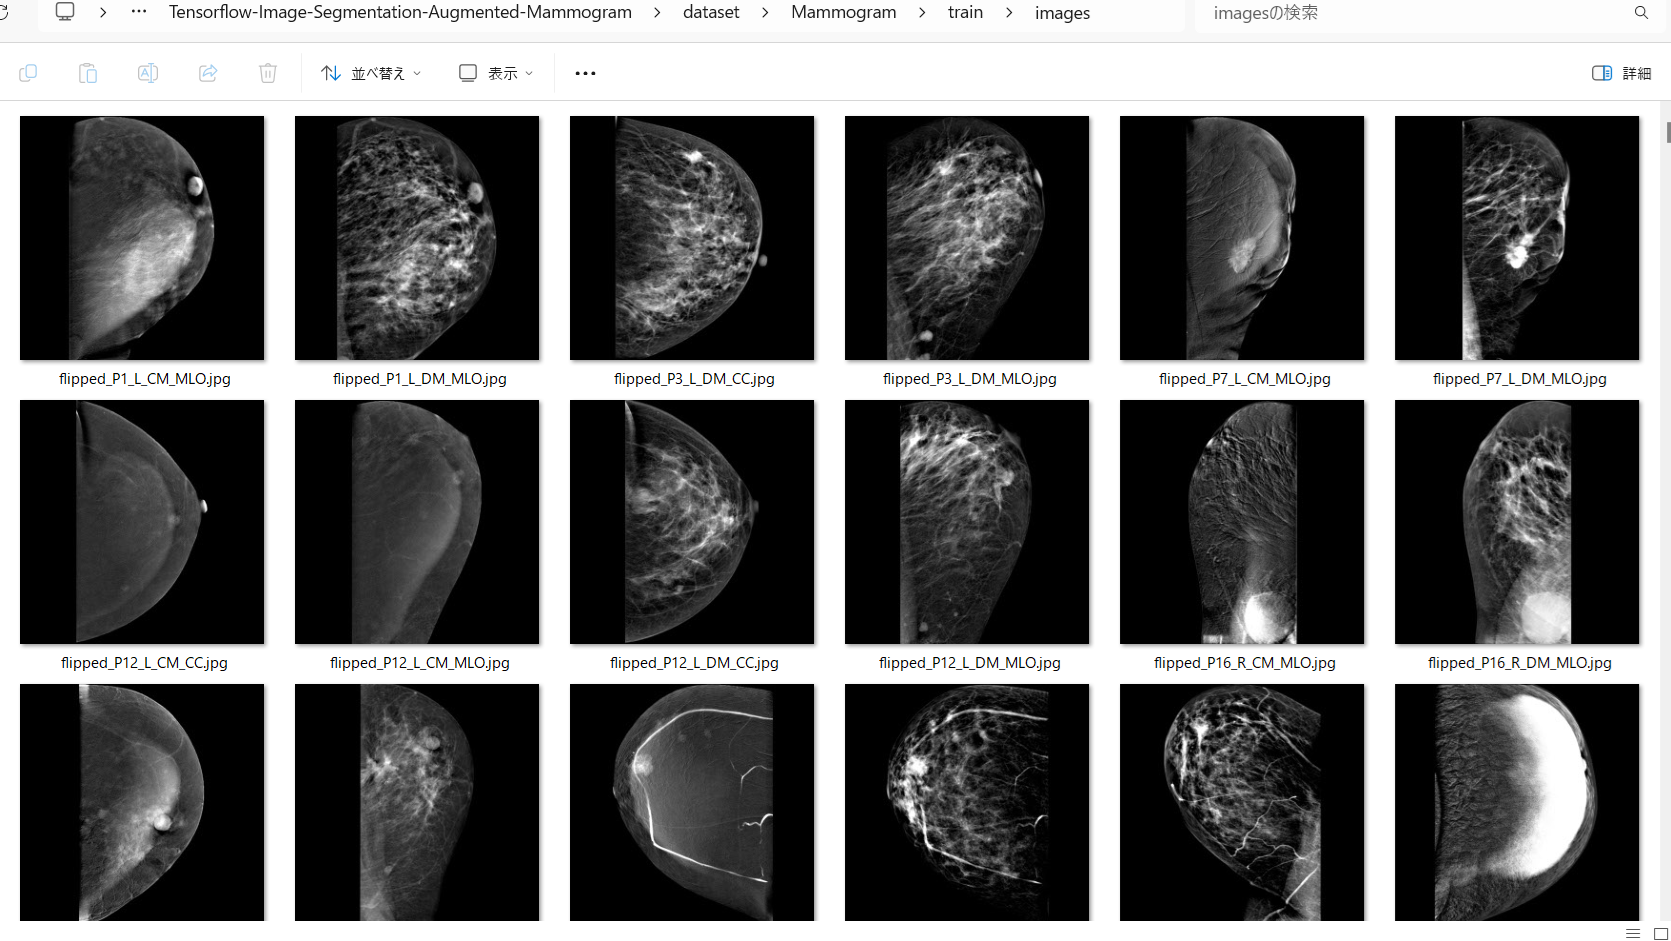 Tensorflow-Image-Segmentation-Augmented-Mammogram > dataset > Mammogram > train > images
imagesの検索
並べ替え
表示
詳細
flipped_P1_L_CM_MLO.jpg
flipped_P1_L_DM_MLO.jpg
flipped_P3_L_DM_CC.jpg
flipped_P3_L_DM_MLO.jpg
flipped_P7_L_CM_MLO.jpg
flipped_P7_L_DM_MLO.jpg
flipped_P12_L_CM_CC.jpg
flipped_P12_L_CM_MLO.jpg
flipped_P12_L_DM_CC.jpg
flipped_P12_L_DM_MLO.jpg
flipped_P16_R_CM_MLO.jpg
flipped_P16_R_DM_MLO.jpg